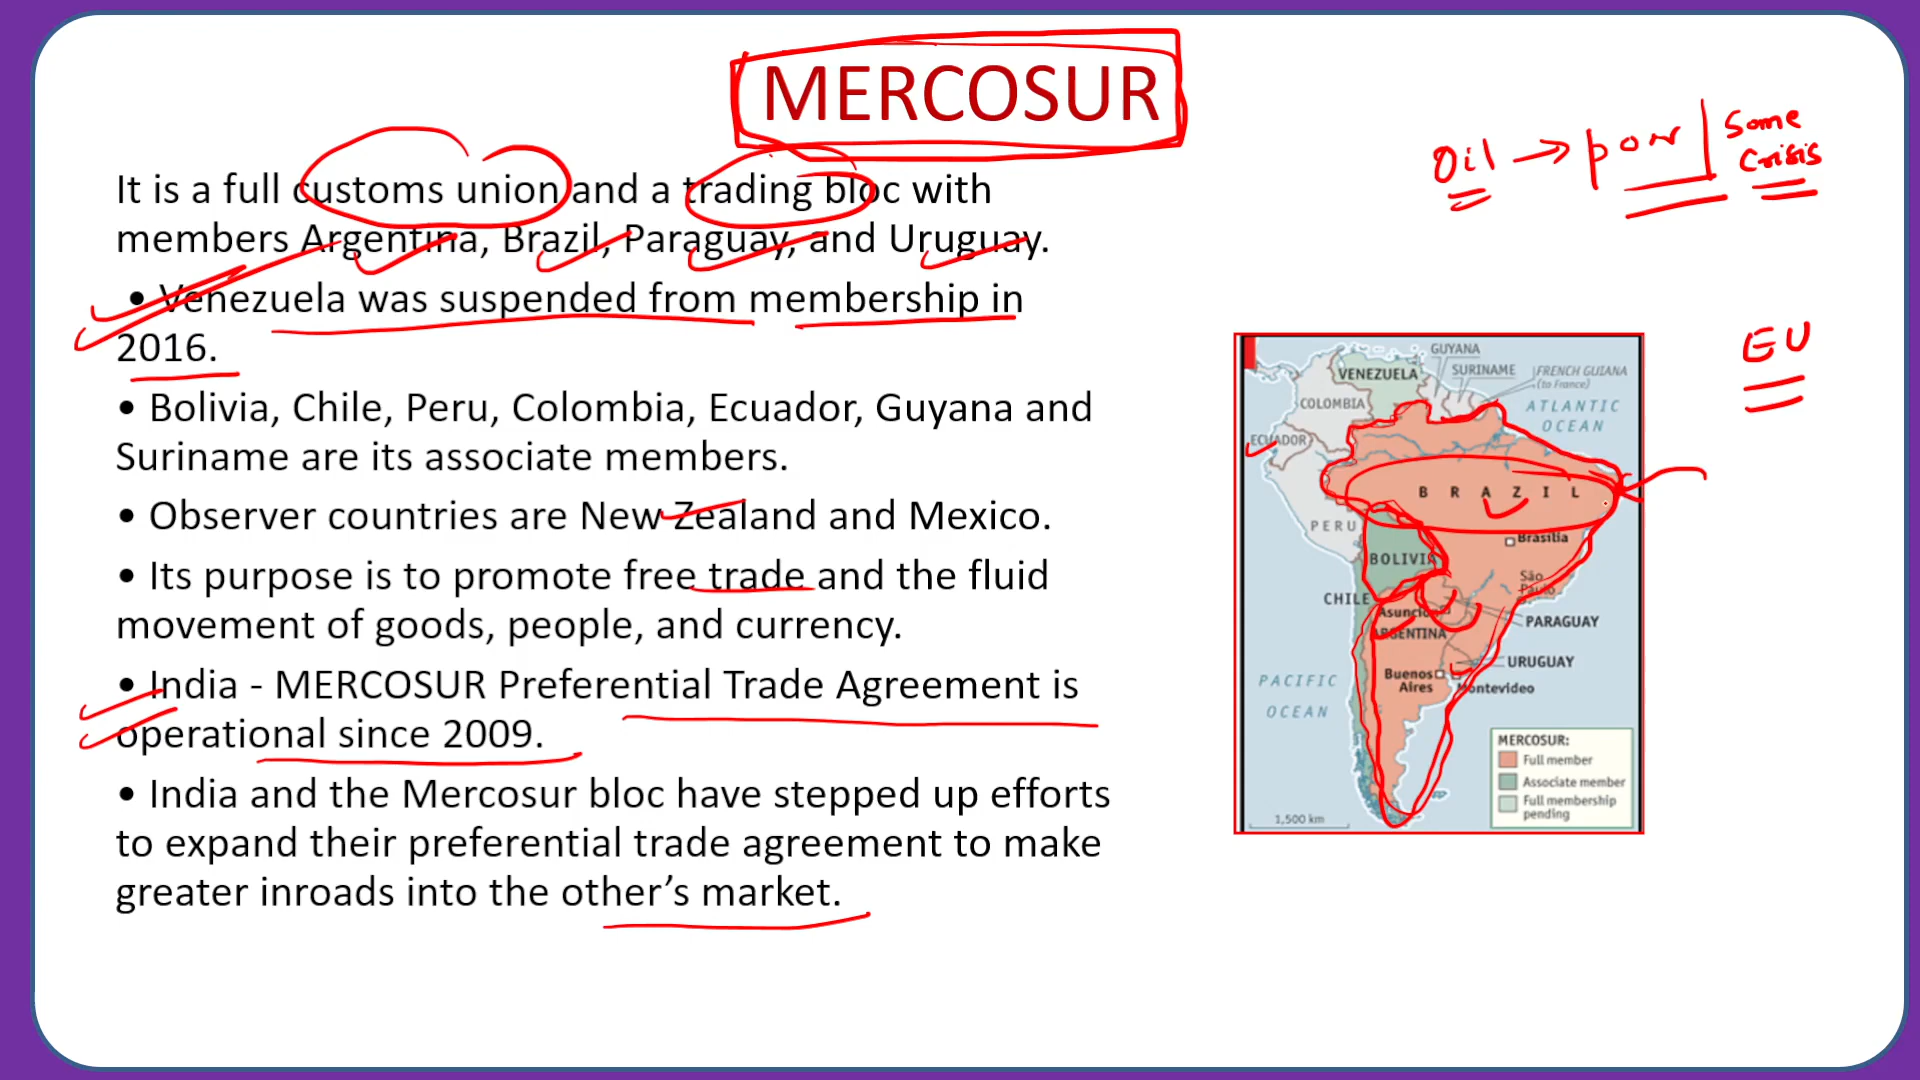 MERCOSUR
It is a full customs union and a trading bloc with
members Argentina, Brazil, Paraguay, and Uruguay.
• Venezuela was suspended from membership in
2016.
• Bolivia, Chile, Peru, Colombia, Ecuador, Guyana and
Suriname are its associate members.
• Observer countries are New Zealand and Mexico.
• Its purpose is to promote free trade and the fluid
movement of goods, people, and currency.
• India - MERCOSUR Preferential Trade Agreement is
operational since 2009.
• India and the Mercosur bloc have stepped up efforts
to expand their preferential trade agreement to make
greater inroads into the other’s market.
Oil → poor | Some
Crisis
EU
GUYANA
VENEZUELA
SURINAME
FRENCH GUIANA
(to France)
COLOMBIA
ATLANTIC
OCEAN
ECUADOR
BRAZIL
PERU
Brasília
BOLIVIA
São
Paulo
CHILE
Asunción
PARAGUAY
ARGENTINA
URUGUAY
Buenos
Aires
Montevideo
PACIFIC
OCEAN
MERCOSUR:
Full member
Associate member
Full membership
pending
1,500 km